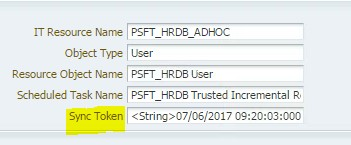 IT Resource Name PSFT_HRDB_ADHOC
Object Type User
Resource Object Name PSFT_HRDB User
Scheduled Task Name PSFT_HRDB Trusted Incremental R
Sync Token <String>07/06/2017 09:20:03:000